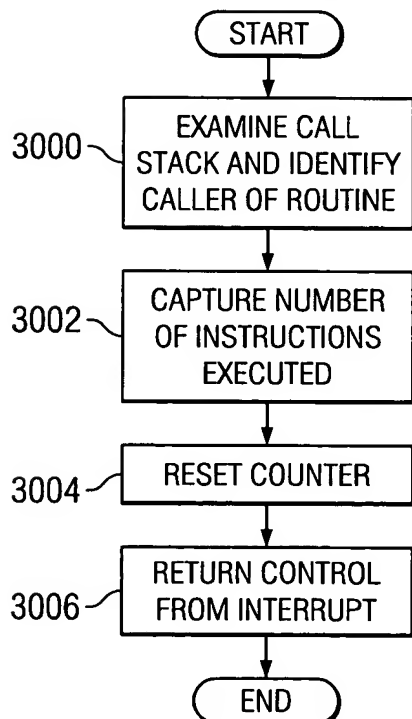 START
3000
EXAMINE CALL
STACK AND IDENTIFY
CALLER OF ROUTINE
3002
CAPTURE NUMBER
OF INSTRUCTIONS
EXECUTED
3004
RESET COUNTER
3006
RETURN CONTROL
FROM INTERRUPT
END